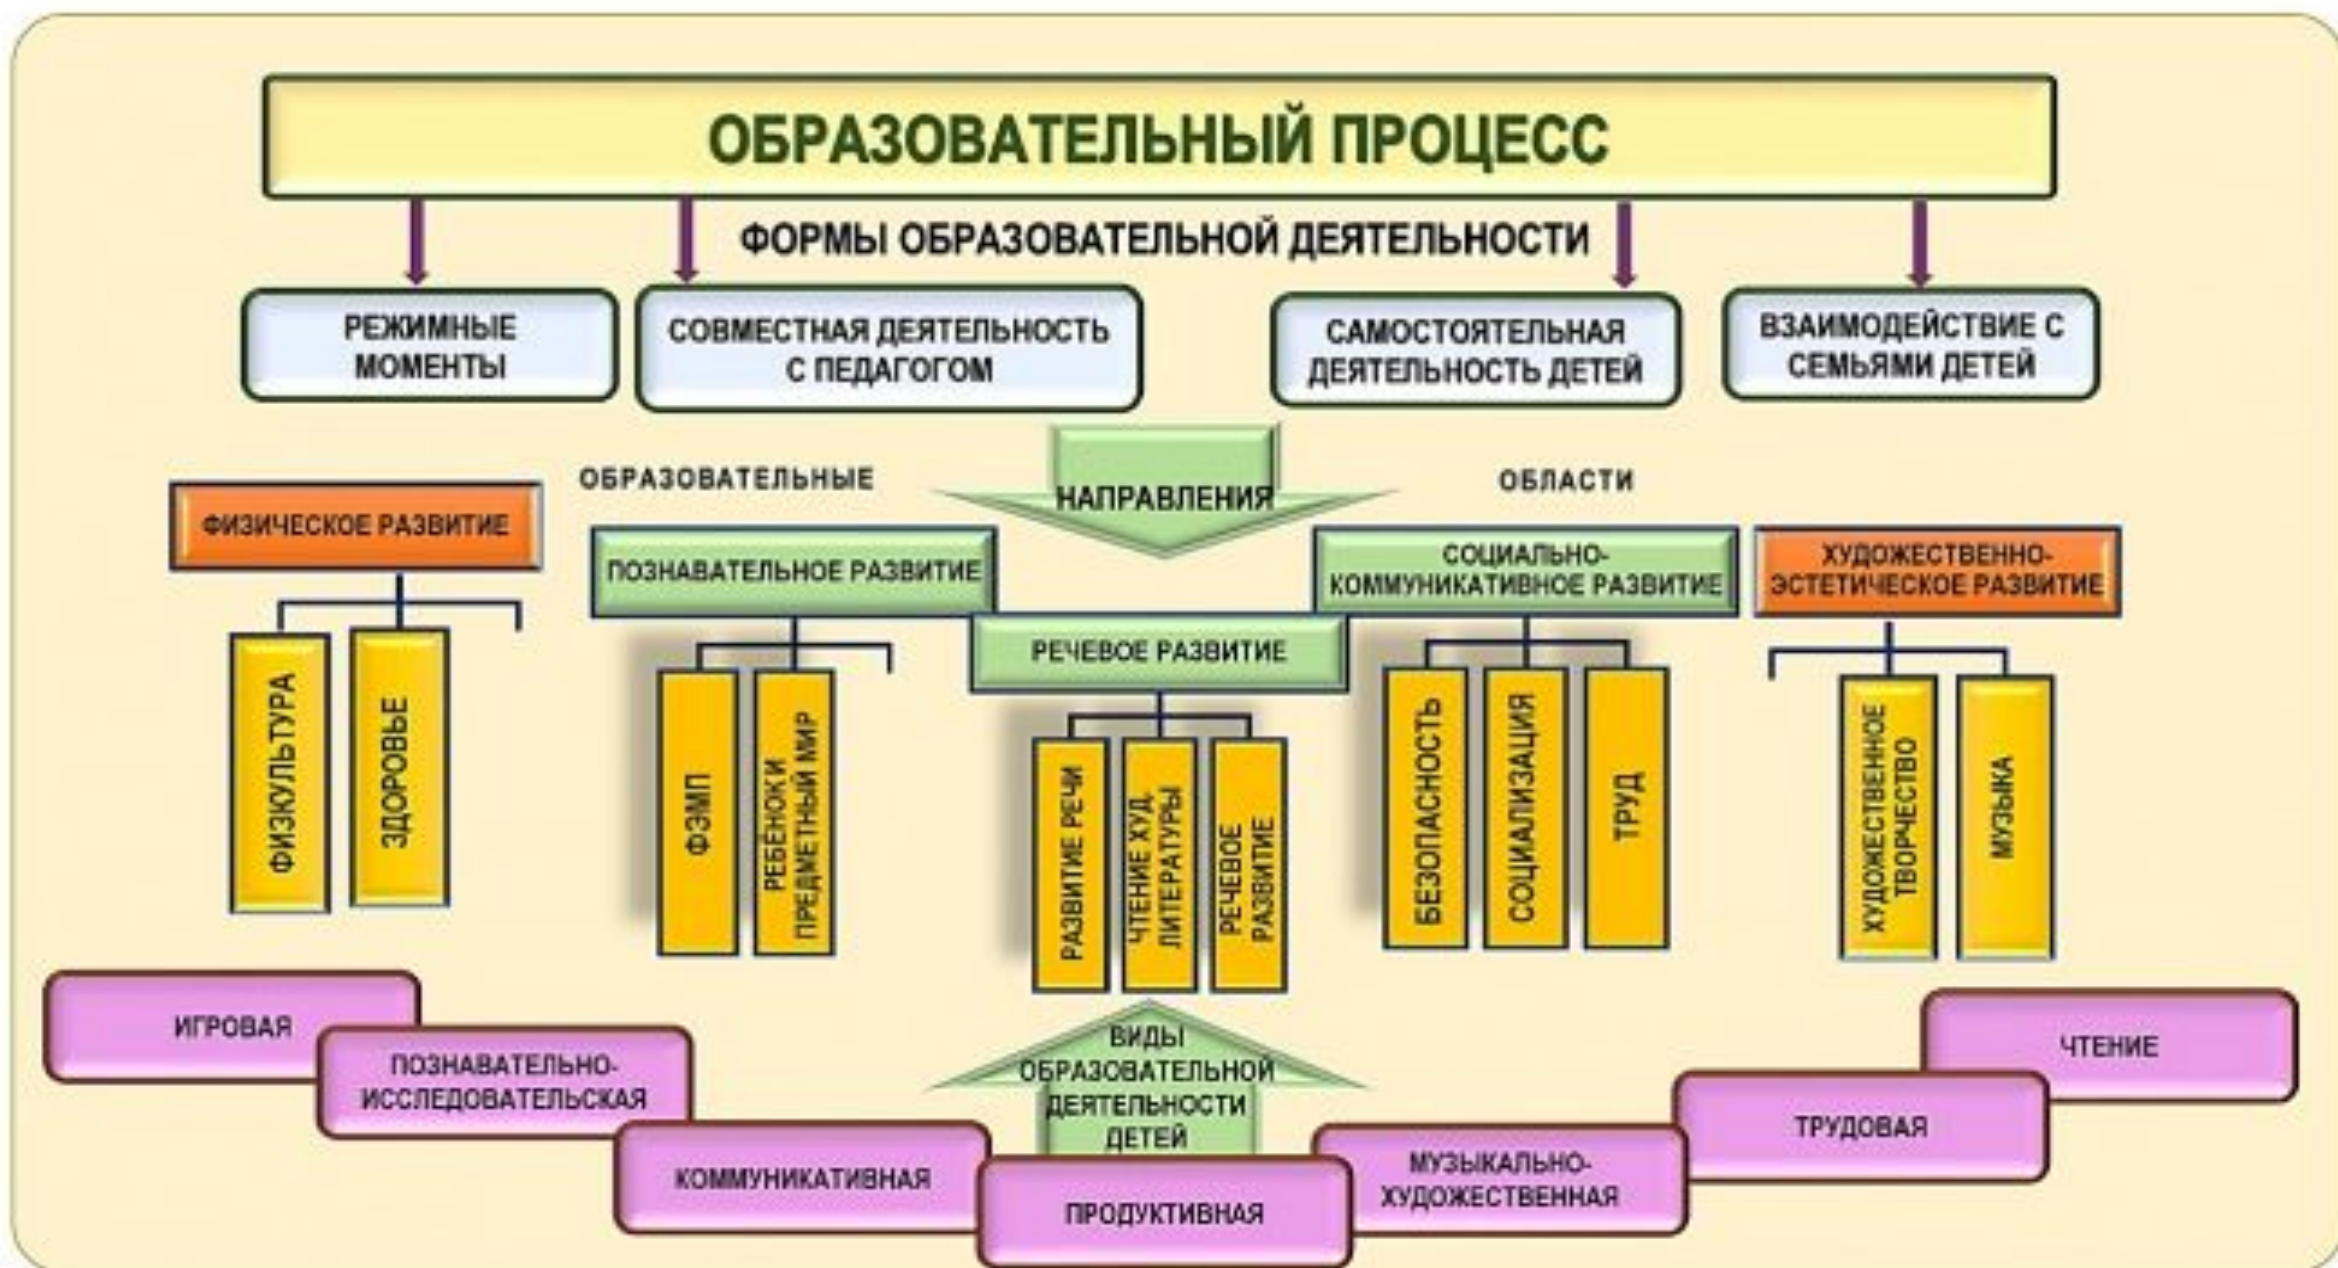 ОБРАЗОВАТЕЛЬНЫЙ ПРОЦЕСС
ФОРМЫ ОБРАЗОВАТЕЛЬНОЙ ДЕЯТЕЛЬНОСТИ
РЕЖИМНЫЕ
МОМЕНТЫ
СОВМЕСТНАЯ ДЕЯТЕЛЬНОСТЬ
С ПЕДАГОГОМ
САМОСТОЯТЕЛЬНАЯ
ДЕЯТЕЛЬНОСТЬ ДЕТЕЙ
ВЗАИМОДЕЙСТВИЕ С
СЕМЬЯМИ ДЕТЕЙ
ОБРАЗОВАТЕЛЬНЫЕ
НАПРАВЛЕНИЯ
ОБЛАСТИ
ФИЗИЧЕСКОЕ РАЗВИТИЕ
ПОЗНАВАТЕЛЬНОЕ РАЗВИТИЕ
РЕЧЕВОЕ РАЗВИТИЕ
СОЦИАЛЬНО-
КОММУНИКАТИВНОЕ РАЗВИТИЕ
ХУДОЖЕСТВЕННО-
ЭСТЕТИЧЕСКОЕ РАЗВИТИЕ
ФИЗКУЛЬТУРА
ЗДОРОВЬЕ
ФЭМП
РЕБЕНОК И
ПРЕДМЕТНЫЙ МИР
РАЗВИТИЕ РЕЧИ
ЧТЕНИЕ ХУД.
ЛИТЕРАТУРЫ
РЕЧЕВОЕ
РАЗВИТИЕ
БЕЗОПАСНОСТЬ
СОЦИАЛИЗАЦИЯ
ТРУД
ХУДОЖЕСТВЕННОЕ
ТВОРЧЕСТВО
МУЗЫКА
ВИДЫ
ОБРАЗОВАТЕЛЬНОЙ
ДЕЯТЕЛЬНОСТИ
ДЕТЕЙ
ИГРОВАЯ
ПОЗНАВАТЕЛЬНО-
ИССЛЕДОВАТЕЛЬСКАЯ
КОММУНИКАТИВНАЯ
ПРОДУКТИВНАЯ
МУЗЫКАЛЬНО-
ХУДОЖЕСТВЕННАЯ
ТРУДОВАЯ
ЧТЕНИЕ